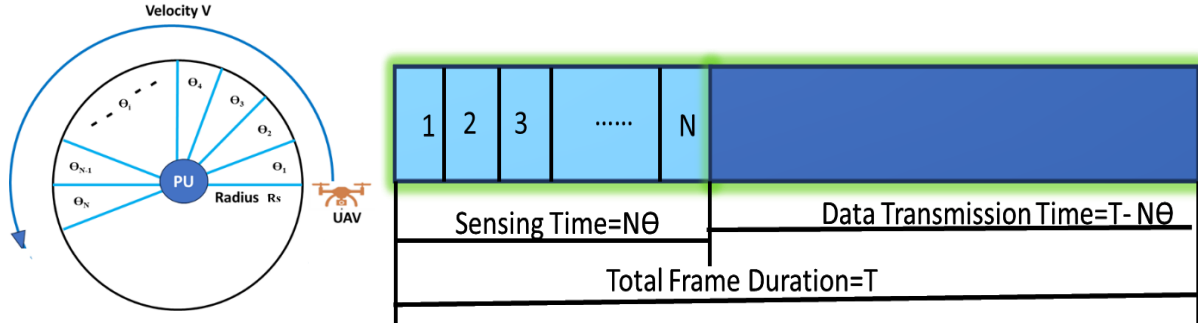 Velocity V
Θ4
Θ3
Θi
Θ2
ΘN-1
Θ1
PU
ΘN
Radius Rs
UAV
1 2 3 ...... N
Sensing Time=NΘ
Data Transmission Time=T- NΘ
Total Frame Duration=T